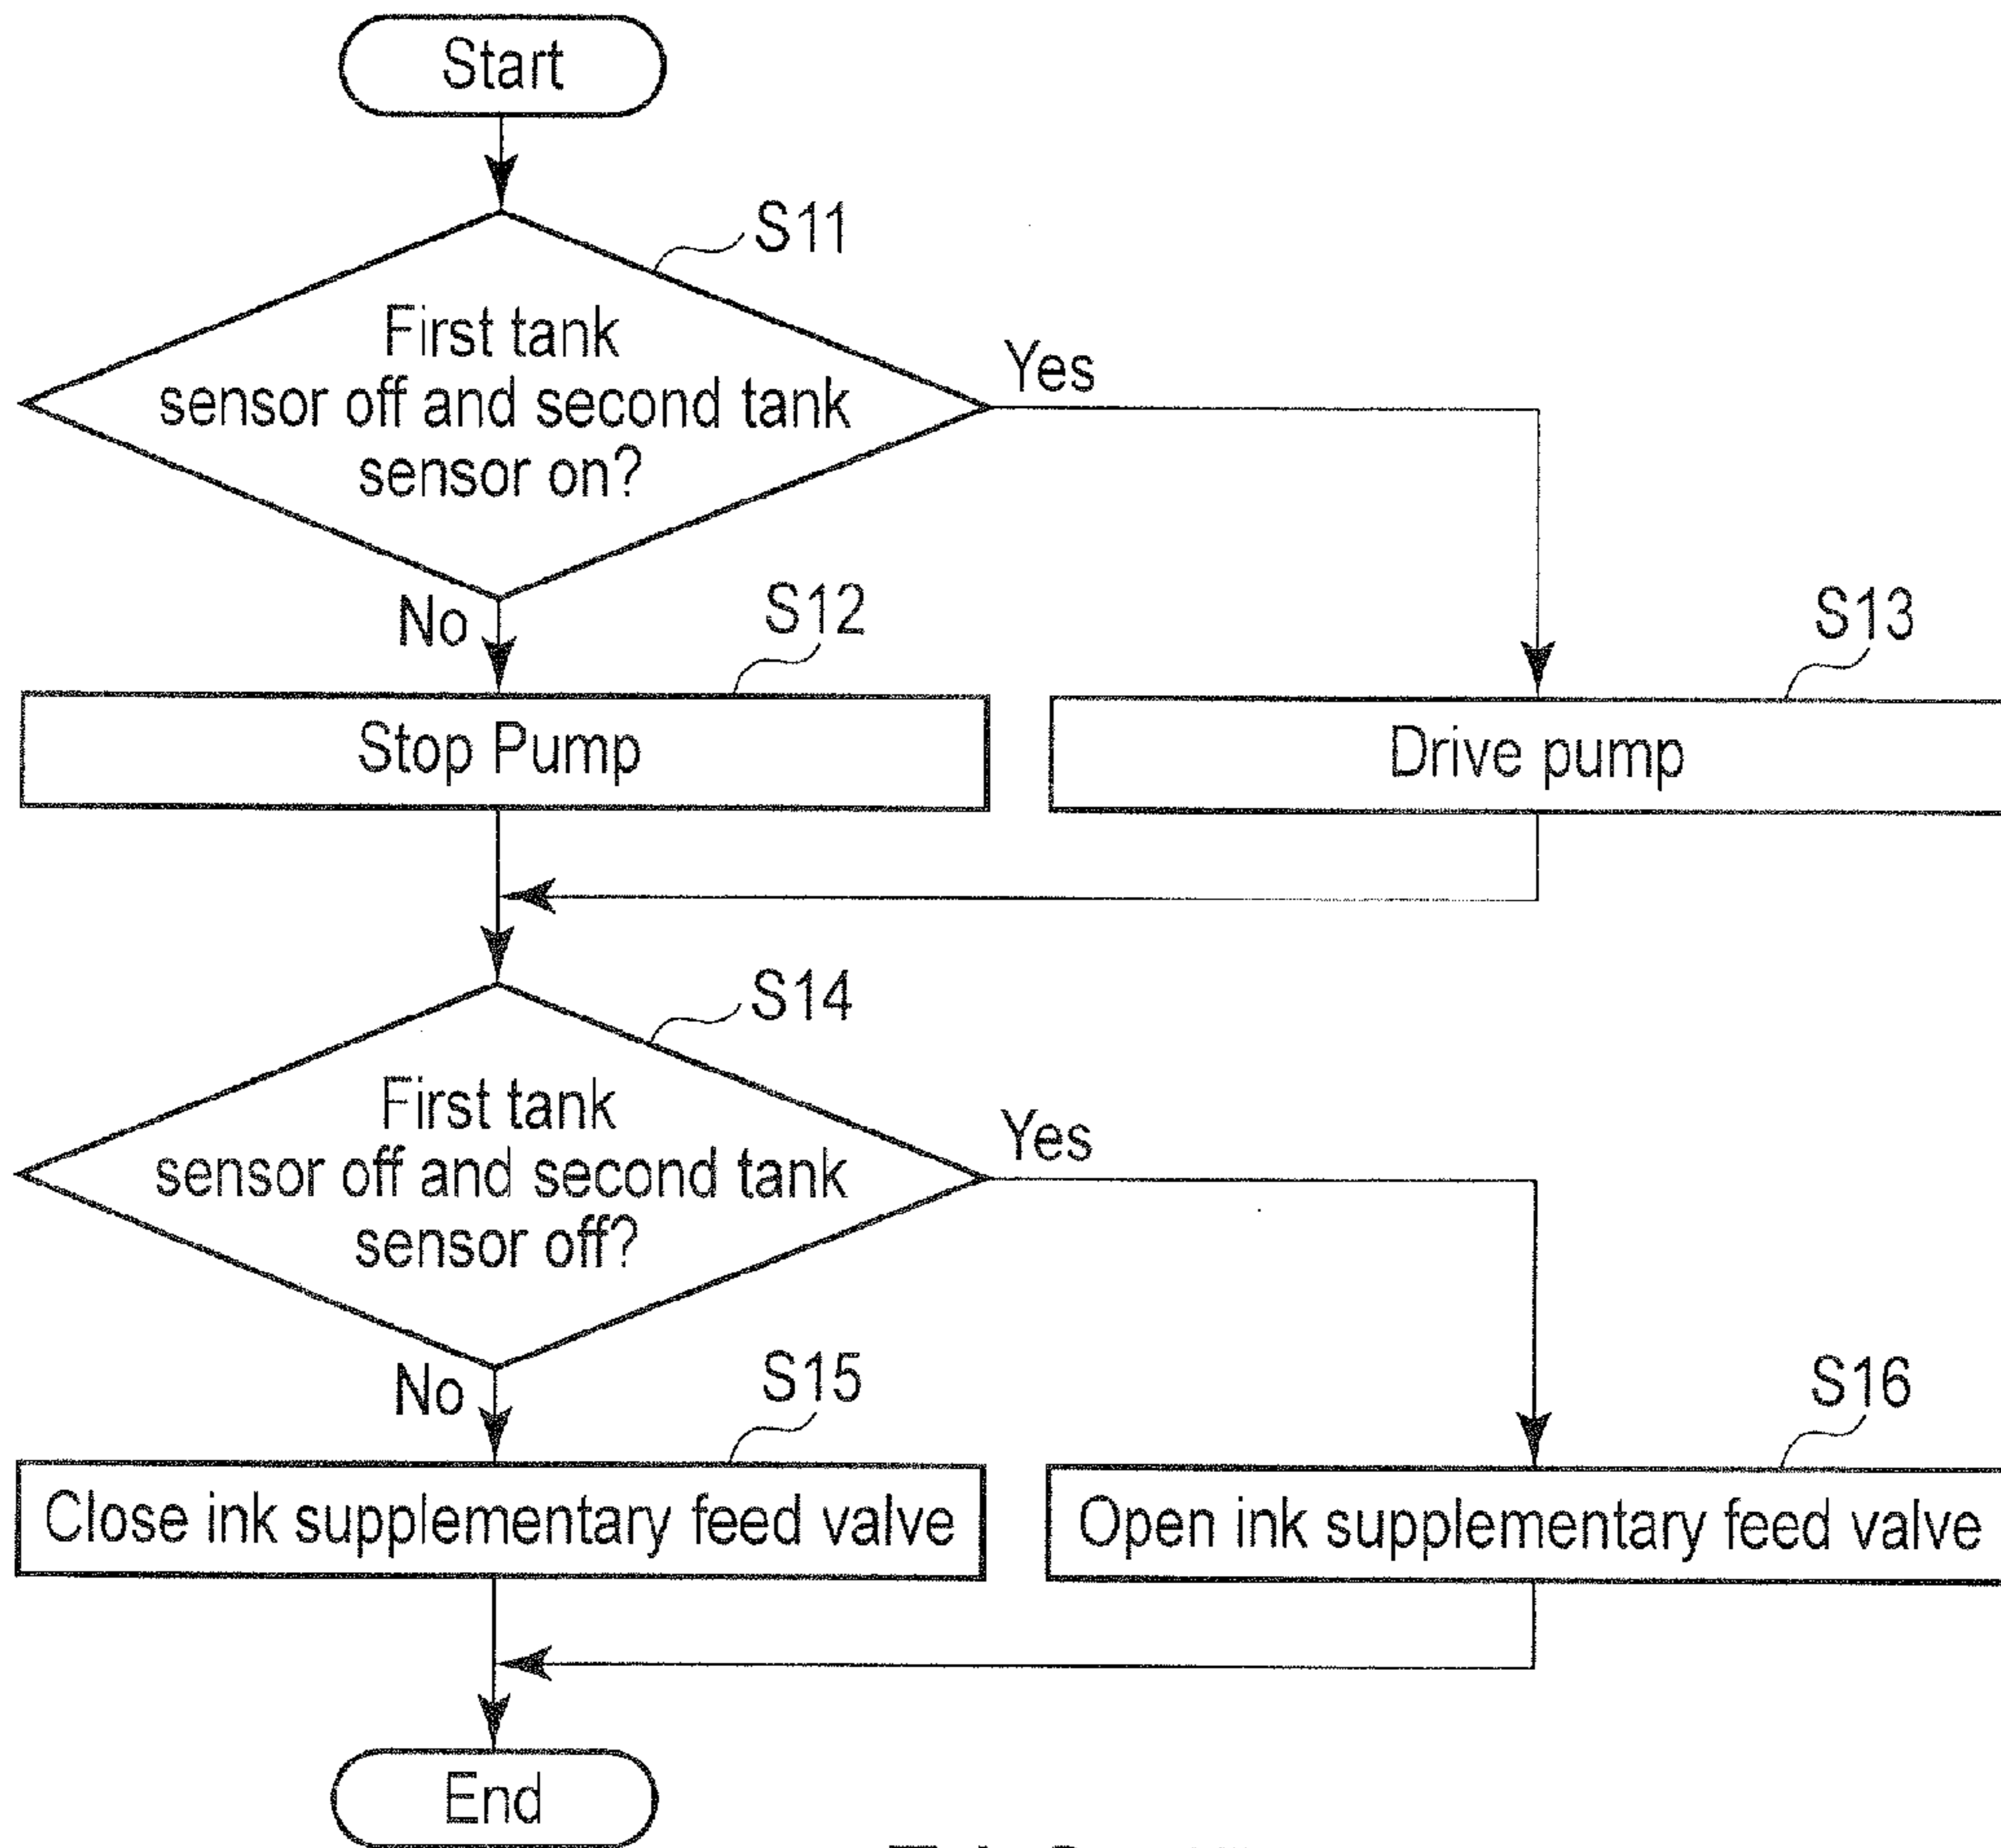 Start
S11
First tank
sensor off and second tank
sensor on?
Yes
No
S12
S13
Stop Pump
Drive pump
S14
First tank
sensor off and second tank
sensor off?
Yes
No
S15
S16
Close ink supplementary feed valve
Open ink supplementary feed valve
End